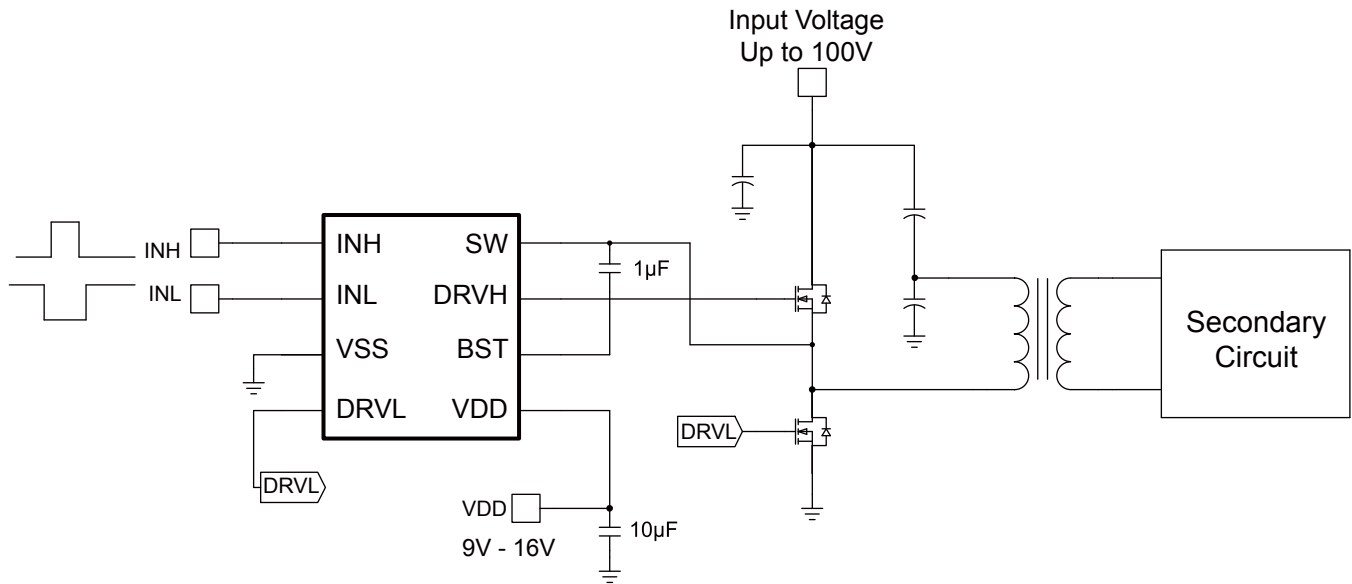 Input Voltage
Up to 100V
INH
INL
INH
INL
VSS
DRVL
SW
DRVH
BST
VDD
1µF
DRVL
DRVL
VDD
9V - 16V
10µF
Secondary
Circuit